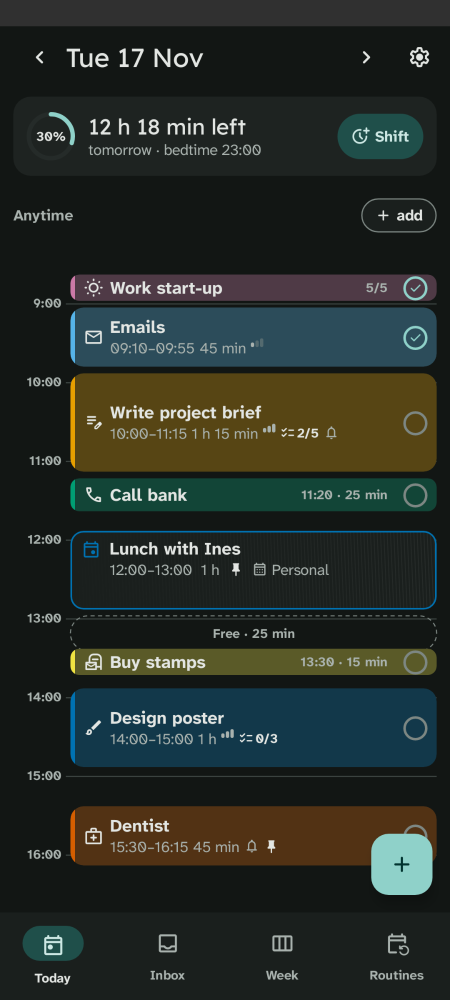 Tue 17 Nov
30%
12 h 18 min left
tomorrow · bedtime 23:00
Shift
Anytime
+ add
Work start-up
5/5
9:00
Emails
09:10–09:55 45 min
10:00
Write project brief
10:00–11:15 1 h 15 min 2/5
11:00
Call bank
11:20 · 25 min
12:00
Lunch with Ines
12:00–13:00 1 h Personal
13:00
Free · 25 min
Buy stamps
13:30 · 15 min
14:00
Design poster
14:00–15:00 1 h 0/3
15:00
Dentist
15:30–16:15 45 min
16:00
Today
Inbox
Week
Routines